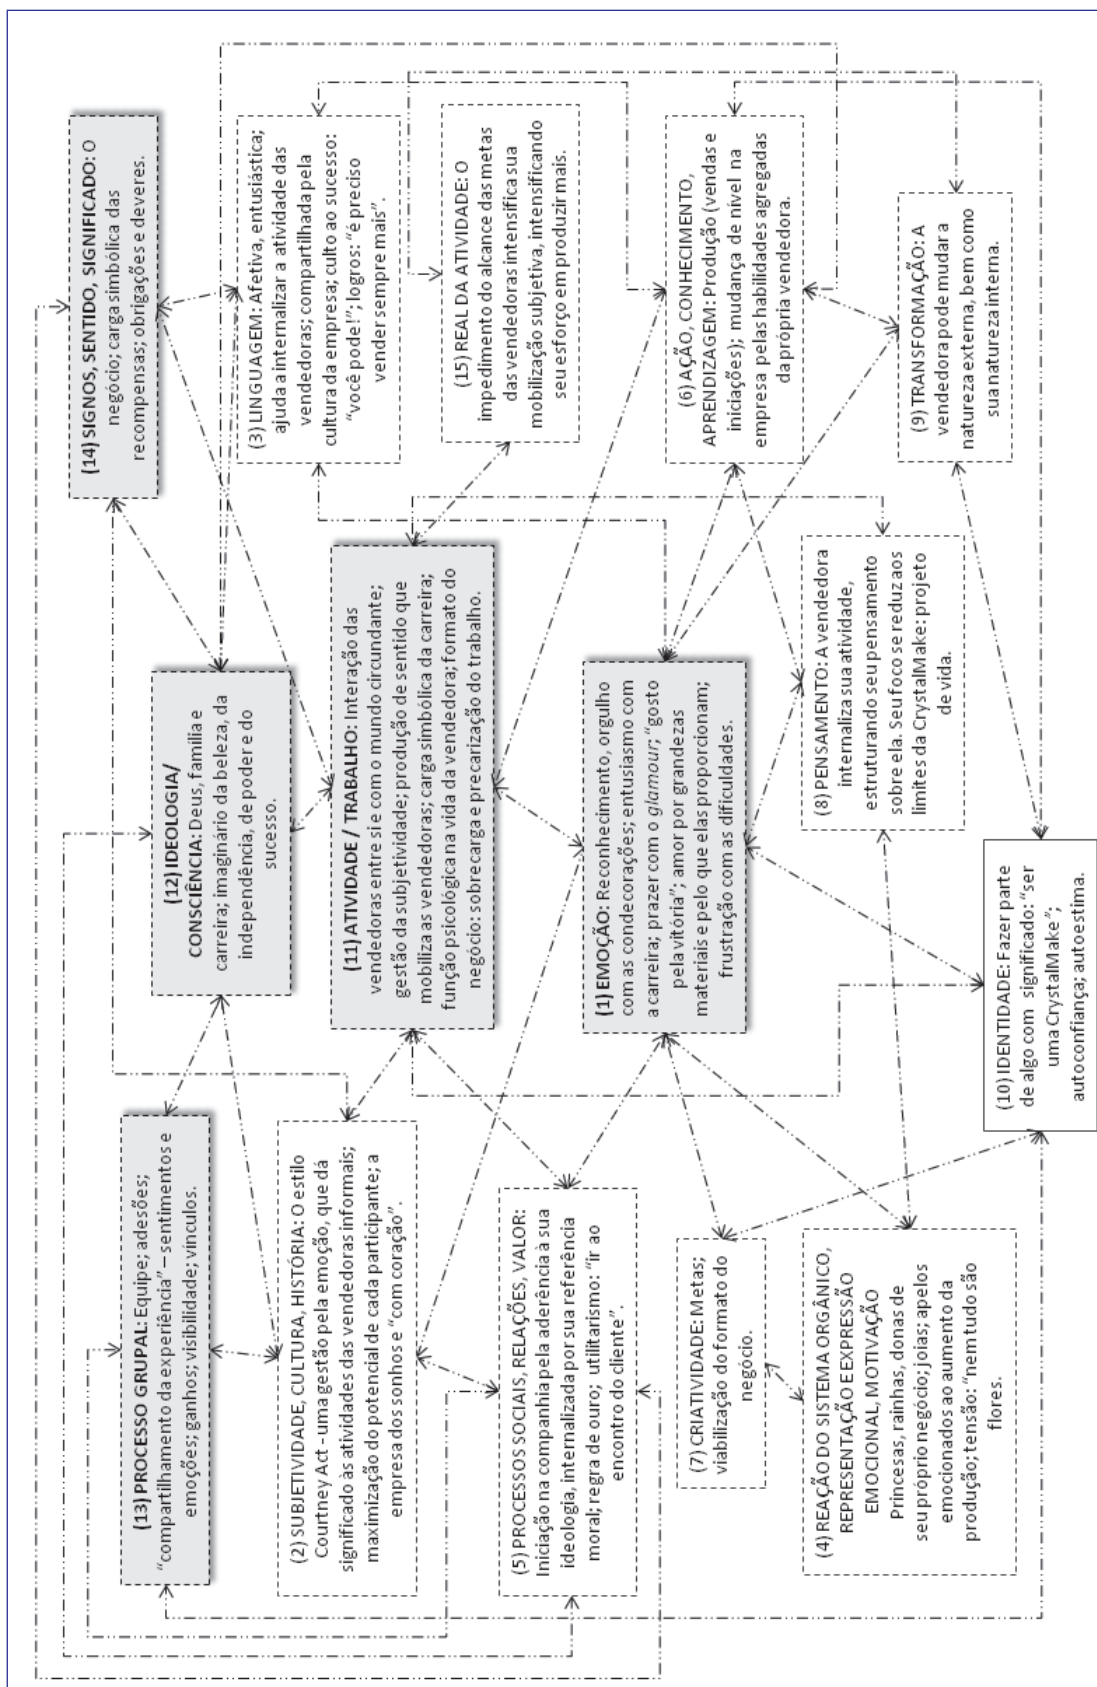 (13) PROCESSO GRUPAL: Equipe; adesões;
“compartilhamento da experiência” – sentimentos e
emoções; ganhos; visibilidade; vínculos.
(12) IDEOLOGIA/
CONSCIÊNCIA: Deus, família e
carreira; imaginário da beleza, da
independência, de poder e do
sucesso.
(14) SIGNOS, SENTIDO, SIGNIFICADO: O
negócio; carga simbólica das
recompensas; obrigações e deveres.
(2) SUBJETIVIDADE, CULTURA, HISTÓRIA: O estilo
Courtney Act - uma gestão pela emoção, que dá
significado às atividades das vendedoras informais;
maximização do potencial de cada participante; a
empresa dos sonhos e “com coração”.
(11) ATIVIDADE / TRABALHO: Interação das
vendedoras entre si e com o mundo circundante;
gestão da subjetividade; produção de sentido que
mobiliza as vendedoras; carga simbólica da carreira;
função psicológica na vida da vendedora; formato do
negócio: sobrecarga e precarização do trabalho.
(3) LINGUAGEM: Afetiva, entusiástica;
ajuda a internalizar a atividade das
vendedoras; compartilhada pela
cultura da empresa; culto ao sucesso:
“você pode!”; logros: “é preciso
vender sempre mais”.
(15) REAL DA ATIVIDADE: O
impedimento do alcance das metas
das vendedoras intensifica sua
mobilização subjetiva, intensificando
seu esforço em produzir mais.
(5) PROCESSOS SOCIAIS, RELAÇÕES, VALOR:
Iniciação na companhia pela aderência à sua
ideologia, internalizada por sua referência
moral; regra de ouro; utilitarismo: “ir ao
encontro do cliente”.
(1) EMOÇÃO: Reconhecimento, orgulho
com as condecorações; entusiasmo com
a carreira; prazer com o glamour; “gosto
pela vitória”; amor por grandezas
materiais e pelo que elas proporcionam;
frustração com as dificuldades.
(6) AÇÃO, CONHECIMENTO,
APRENDIZAGEM: Produção (vendas e
iniciações); mudança de nível na
empresa pelas habilidades agregadas
da própria vendedora.
(7) CRIATIVIDADE: Metas;
viabilização do formato do
negócio.
(4) REAÇÃO DO SISTEMA ORGÂNICO,
REPRESENTAÇÃO EXPRESSÃO
EMOCIONAL, MOTIVAÇÃO
Princesas, rainhas, donas de
seu próprio negócio; joias; apelos
emocionados ao aumento da
produção; tensão: “nem tudo são
flores.
(8) PENSAMENTO: A vendedora
internaliza sua atividade,
estruturando seu pensamento
sobre ela. Seu foco se reduz aos
limites da CrystalMake: projeto
de vida.
(9) TRANSFORMAÇÃO: A
vendedora pode mudar a
natureza externa, bem como
sua natureza interna.
(10) IDENTIDADE: Fazer parte
de algo com significado: “ser
uma CrystalMake”;
autoconfiança; autoestima.